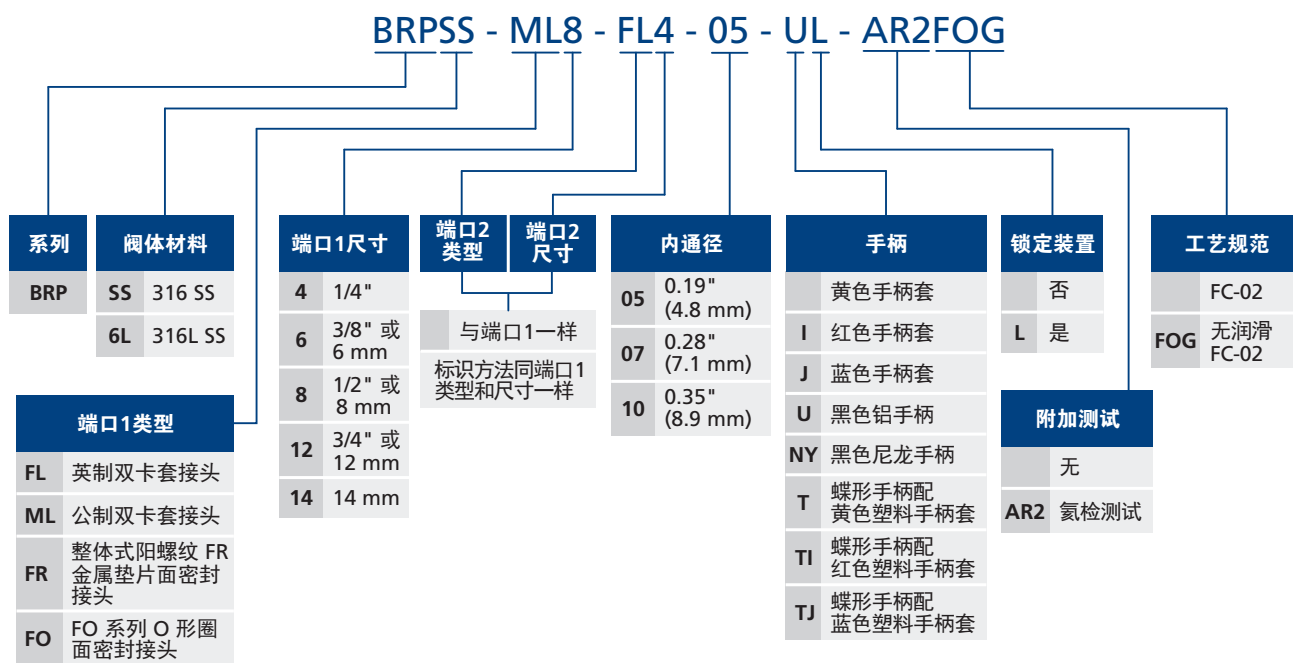 BRPSS - ML8 - FL4 - 05 - UL - AR2FOG
系列
BRP
阀体材料
SS 316 SS
6L 316L SS
端口1类型
FL 英制双卡套接头
ML 公制双卡套接头
FR 整体式阳螺纹 FR
金属垫片面密封
接头
FO FO 系列 O 形圈
面密封接头
端口1尺寸
4 1/4"
6 3/8" 或
6 mm
8 1/2" 或
8 mm
12 3/4" 或
12 mm
14 14 mm
端口2
类型
端口2
尺寸
与端口1一样
标识方法同端口1
类型和尺寸一样
内通径
05 0.19"
(4.8 mm)
07 0.28"
(7.1 mm)
10 0.35"
(8.9 mm)
手柄
黄色手柄套
I 红色手柄套
J 蓝色手柄套
U 黑色铝手柄
NY 黑色尼龙手柄
T 蝶形手柄配
黄色塑料手柄套
TI 蝶形手柄配
红色塑料手柄套
TJ 蝶形手柄配
蓝色塑料手柄套
锁定装置
否
L 是
附加测试
无
AR2 氦检测试
工艺规范
FC-02
FOG 无润滑
FC-02